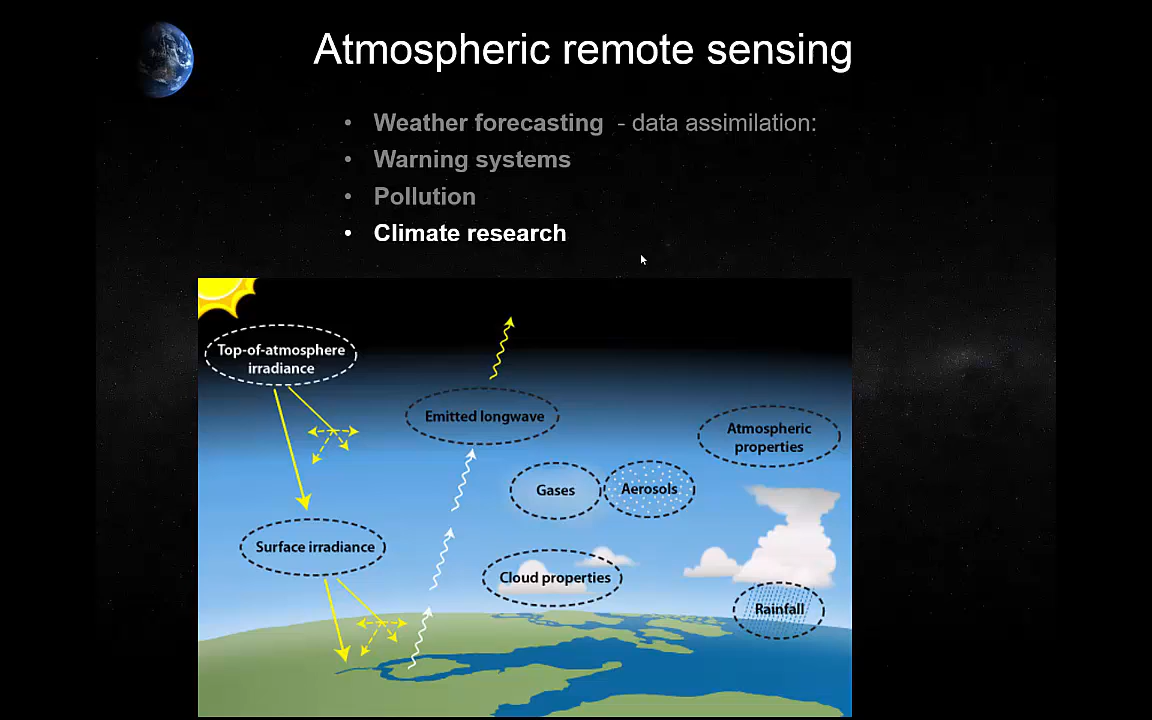 Atmospheric remote sensing
• Weather forecasting - data assimilation:
• Warning systems
• Pollution
• Climate research
Top-of-atmosphere
irradiance
Emitted longwave
Atmospheric
properties
Gases
Aerosols
Surface irradiance
Cloud properties
Rainfall